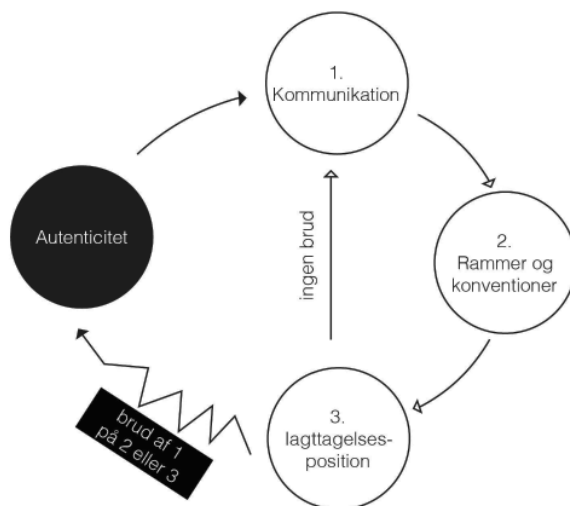 1.
Kommunikation
Autenticitet
ingen brud
2.
Rammer og
konventioner
3.
Iagttagelses-
position
brud af 1
på 2 eller 3